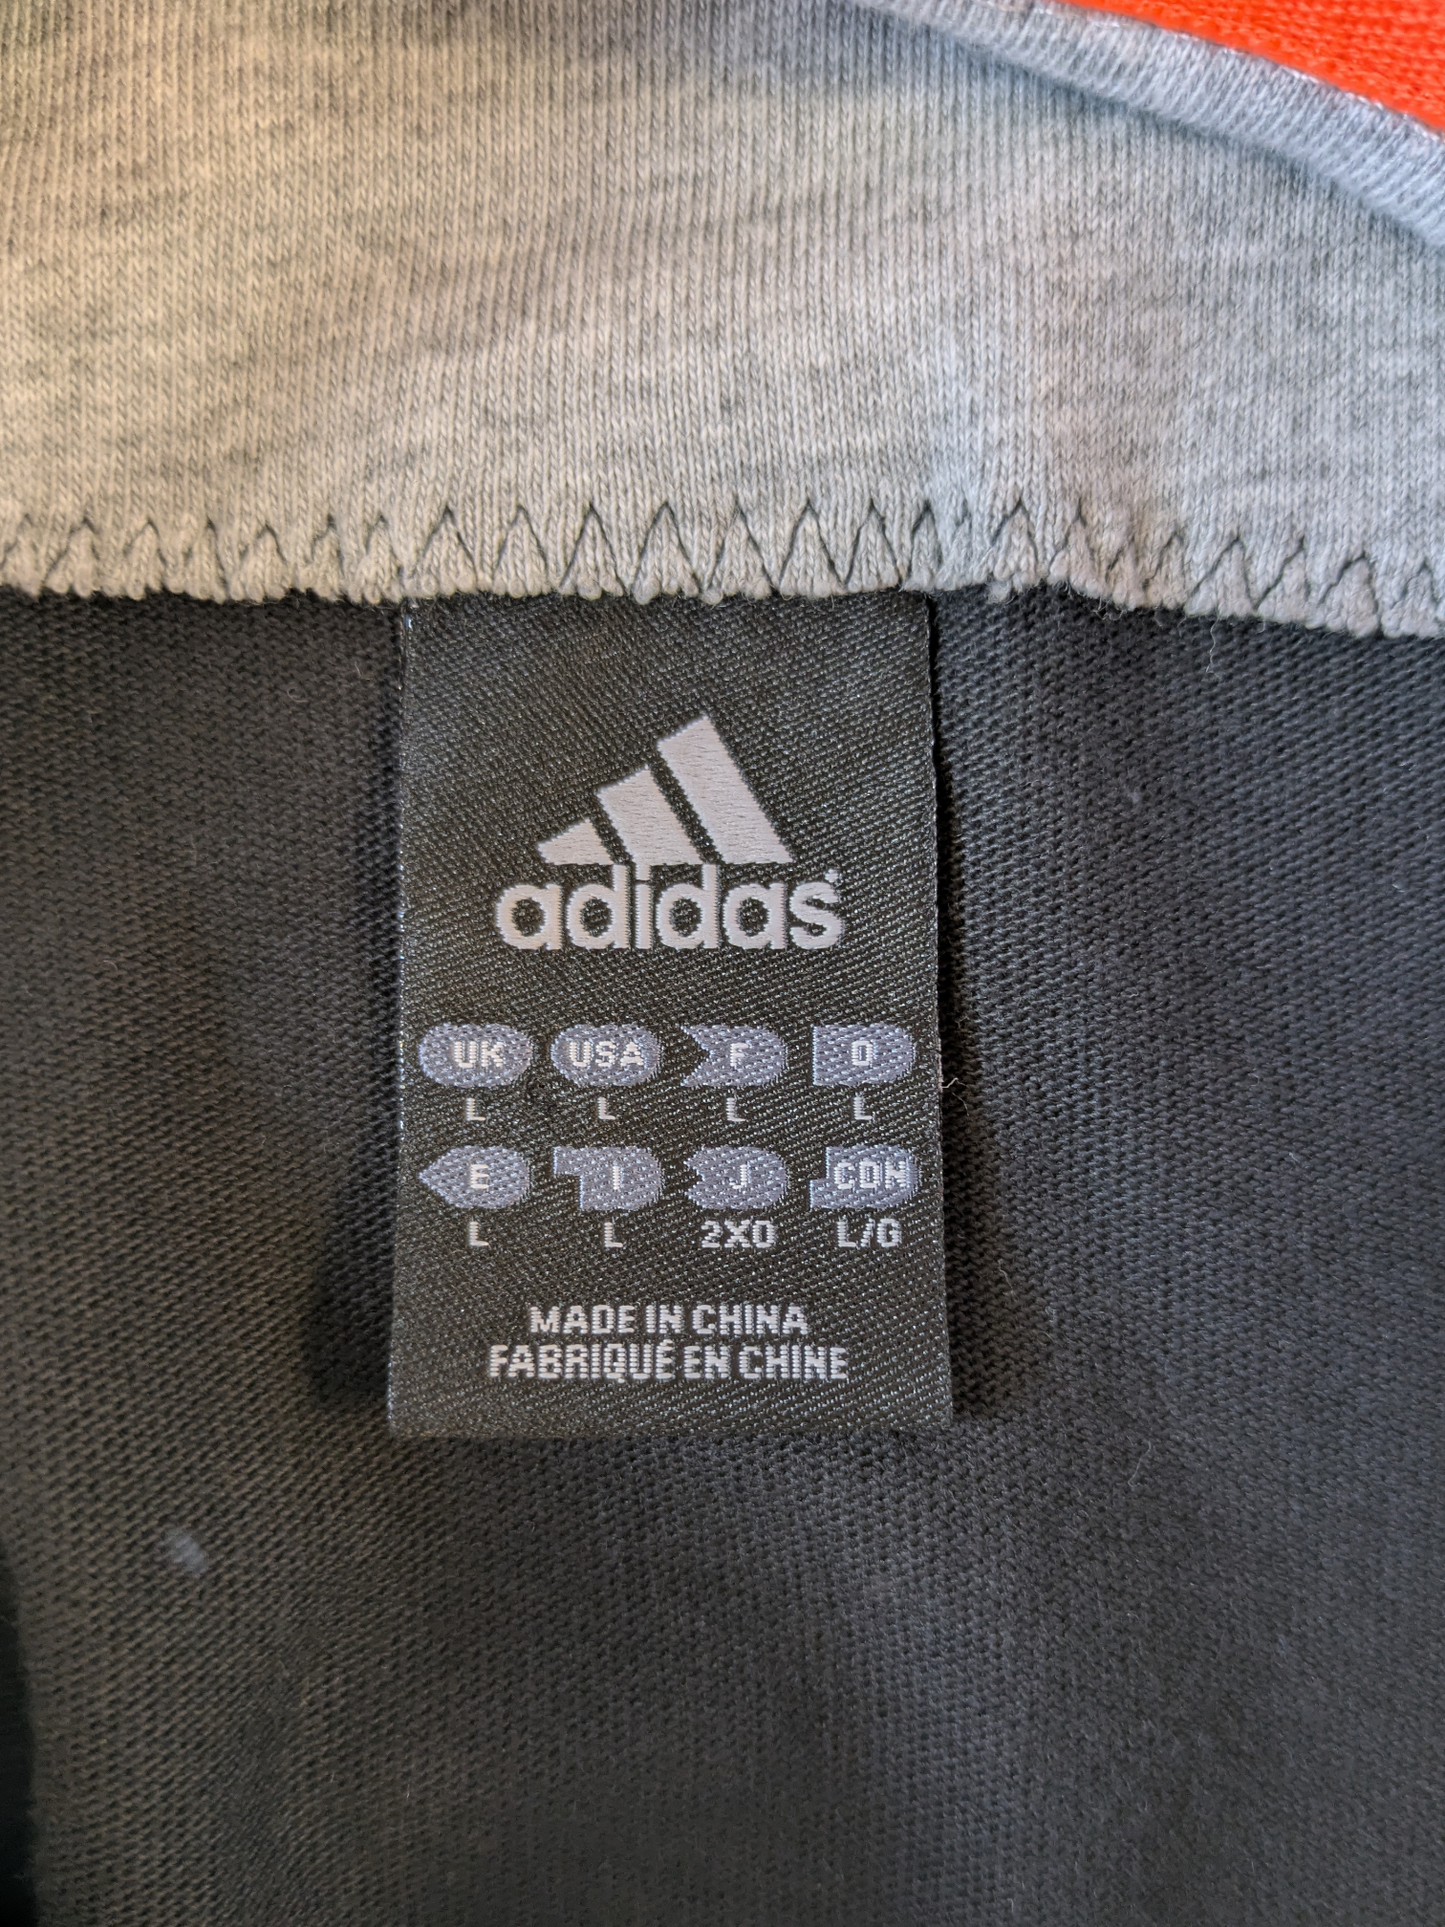 adidas
UK USA F D
L L L L
E I J CDN
L L 2XO L/G
MADE IN CHINA
FABRIQUÉ EN CHINE